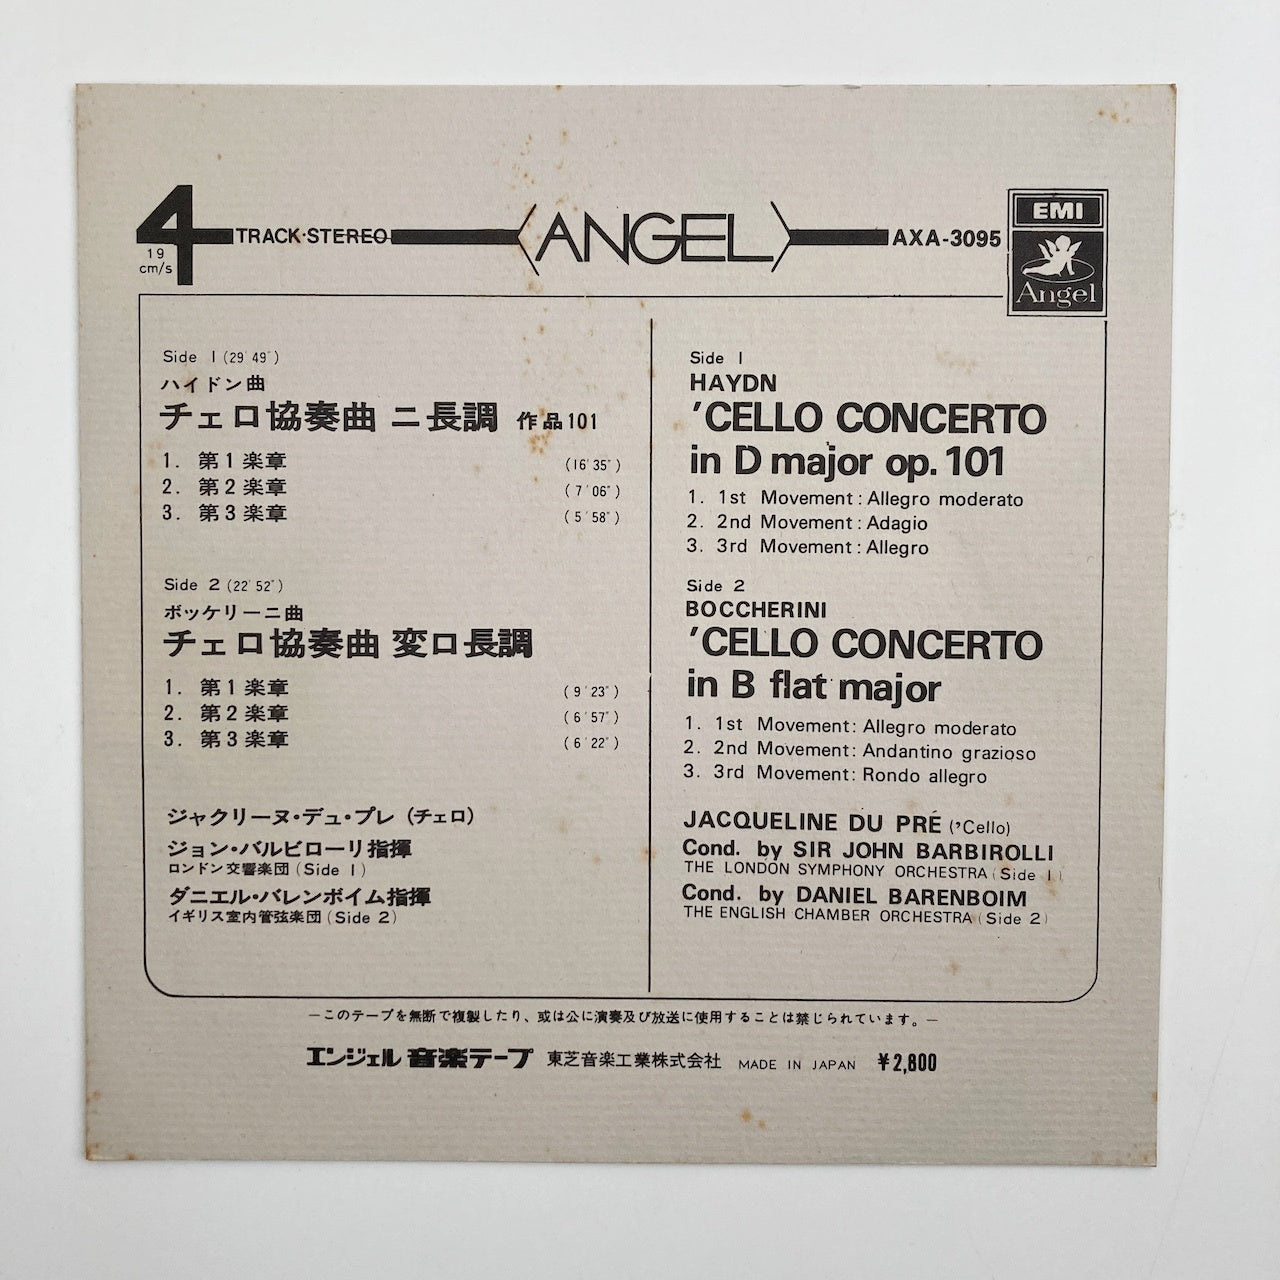 4 TRACK·STEREO 〈ANGEL〉 AXA-3095
19
cm/s
EMI
Angel
Side 1 (29′49″)
ハイドン曲
チェロ協奏曲 ニ長調 作品101
1. 第1楽章 (16′35″)
2. 第2楽章 (7′06″)
3. 第3楽章 (5′58″)
Side 2 (22′52″)
ボッケリーニ曲
チェロ協奏曲 変ロ長調
1. 第1楽章 (9′23″)
2. 第2楽章 (6′57″)
3. 第3楽章 (6′22″)
ジャクリーヌ・デュ・プレ (チェロ)
ジョン・バルビローリ指揮
ロンドン交響楽団 (Side 1)
ダニエル・バレンボイム指揮
イギリス室内管弦楽団 (Side 2)
Side 1
HAYDN
'CELLO CONCERTO
in D major op. 101
1. 1st Movement: Allegro moderato
2. 2nd Movement: Adagio
3. 3rd Movement: Allegro
Side 2
BOCCHERINI
'CELLO CONCERTO
in B flat major
1. 1st Movement: Allegro moderato
2. 2nd Movement: Andantino grazioso
3. 3rd Movement: Rondo allegro
JACQUELINE DU PRÉ ('Cello)
Cond. by SIR JOHN BARBIROLLI
THE LONDON SYMPHONY ORCHESTRA (Side 1)
Cond. by DANIEL BARENBOIM
THE ENGLISH CHAMBER ORCHESTRA (Side 2)
—このテープを無断で複製したり、或は公に演奏及び放送に使用することは禁じられています。—
エンジェル 音楽テープ 東芝音楽工業株式会社 MADE IN JAPAN ¥2,800